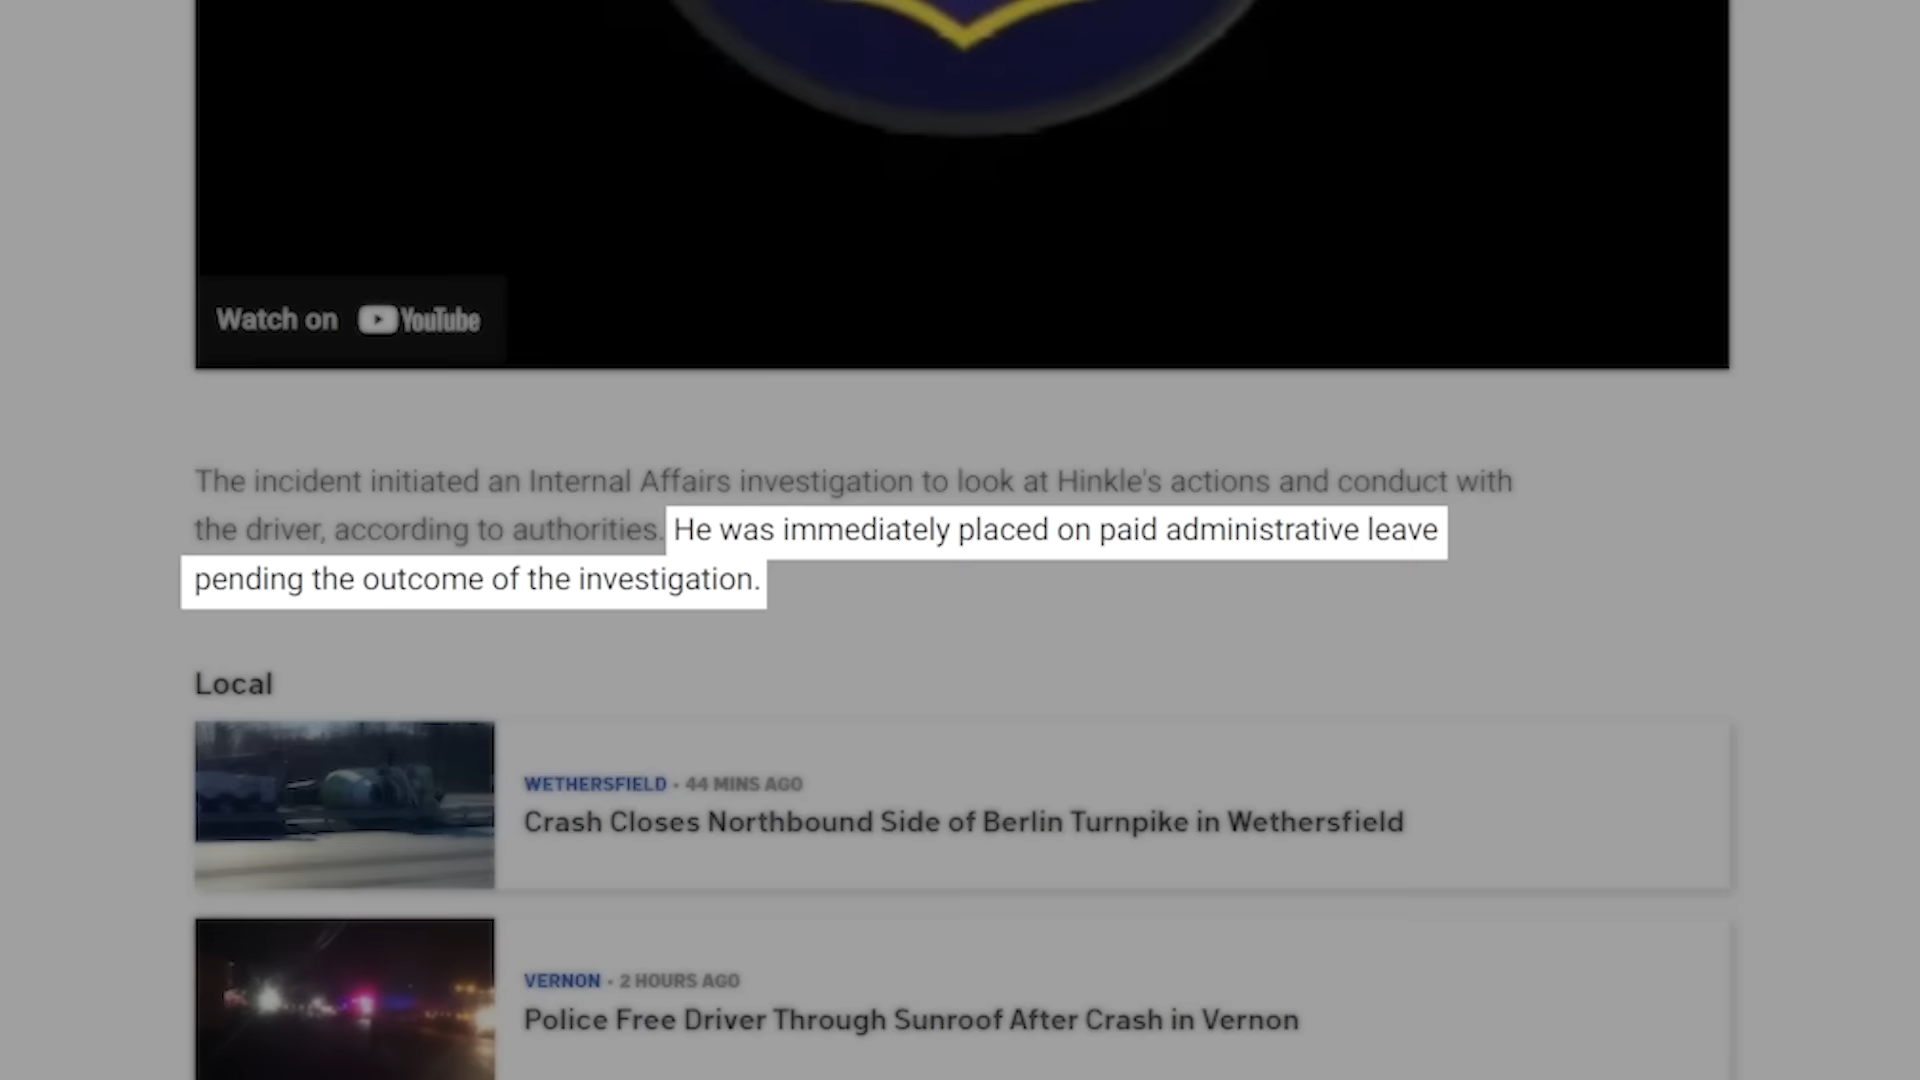 Watch on YouTube
The incident initiated an Internal Affairs investigation to look at Hinkle's actions and conduct with
the driver, according to authorities. He was immediately placed on paid administrative leave
pending the outcome of the investigation.
Local
WETHERSFIELD • 44 MINS AGO
Crash Closes Northbound Side of Berlin Turnpike in Wethersfield
VERNON • 2 HOURS AGO
Police Free Driver Through Sunroof After Crash in Vernon